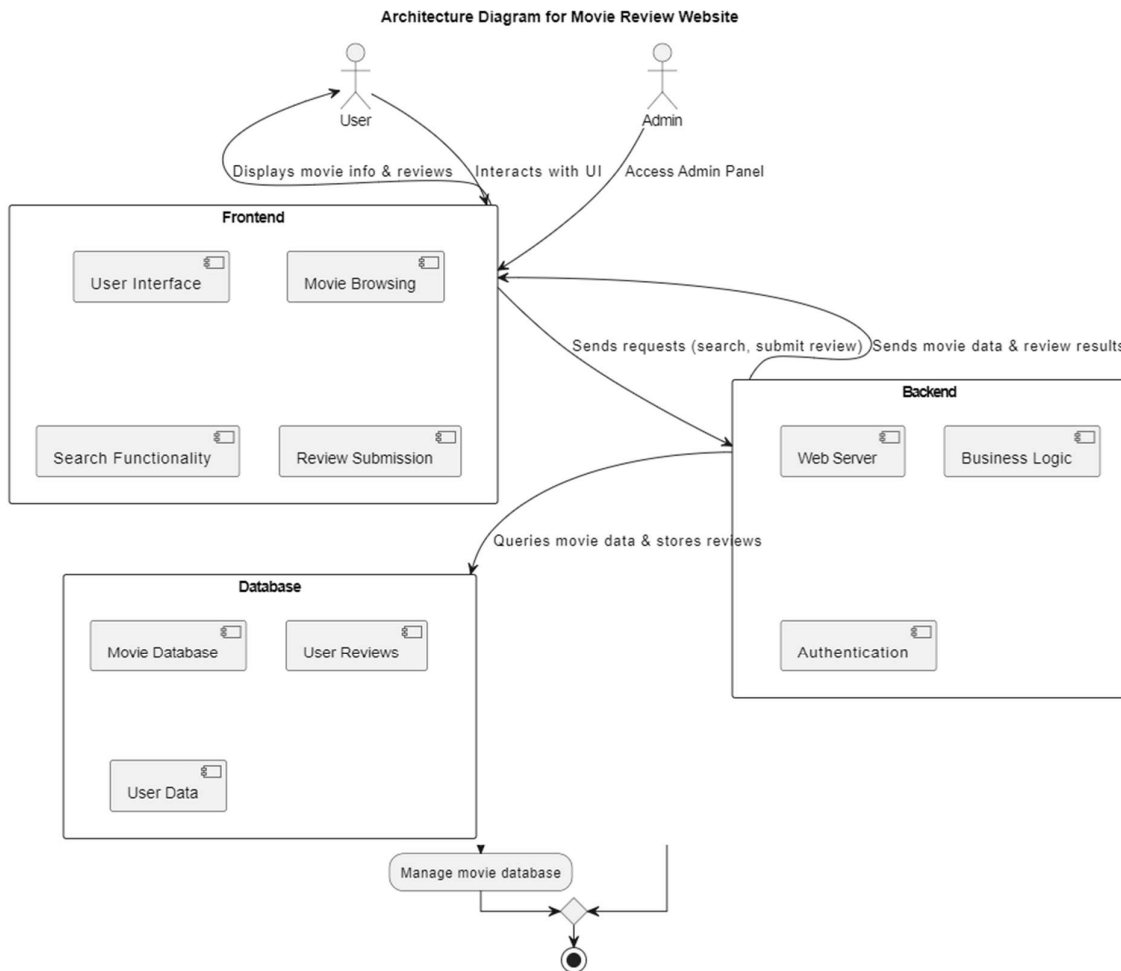 Architecture Diagram for Movie Review Website
User
Admin
Displays movie info & reviews
Interacts with UI
Access Admin Panel
Frontend
User Interface
Movie Browsing
Sends requests (search, submit review)
Sends movie data & review results
Backend
Search Functionality
Review Submission
Web Server
Business Logic
Queries movie data & stores reviews
Database
Movie Database
User Reviews
Authentication
User Data
Manage movie database